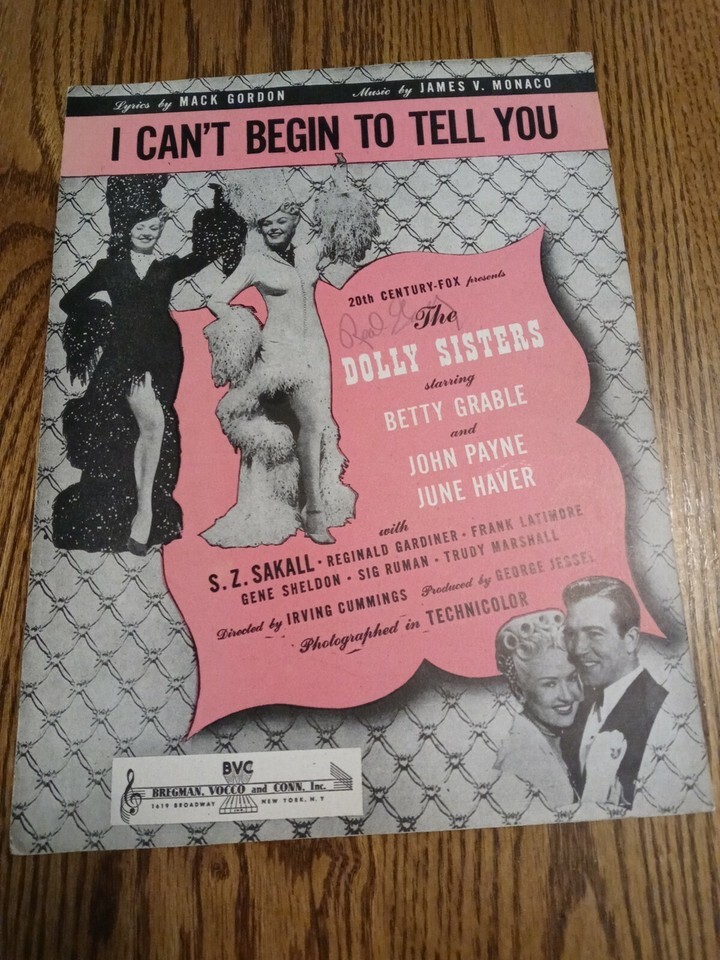 Lyrics by MACK GORDON Music by JAMES V. MONACO
I CAN'T BEGIN TO TELL YOU
20th CENTURY-FOX presents
The
DOLLY SISTERS
starring
BETTY GRABLE
and
JOHN PAYNE
JUNE HAVER
with
S. Z. SAKALL · REGINALD GARDINER · FRANK LATIMORE
GENE SHELDON · SIG RUMAN · TRUDY MARSHALL
Directed by IRVING CUMMINGS Produced by GEORGE JESSEL
Photographed in TECHNICOLOR
BVC
BREGMAN, VOCCO and CONN, Inc.
1619 BROADWAY NEW YORK, N. Y